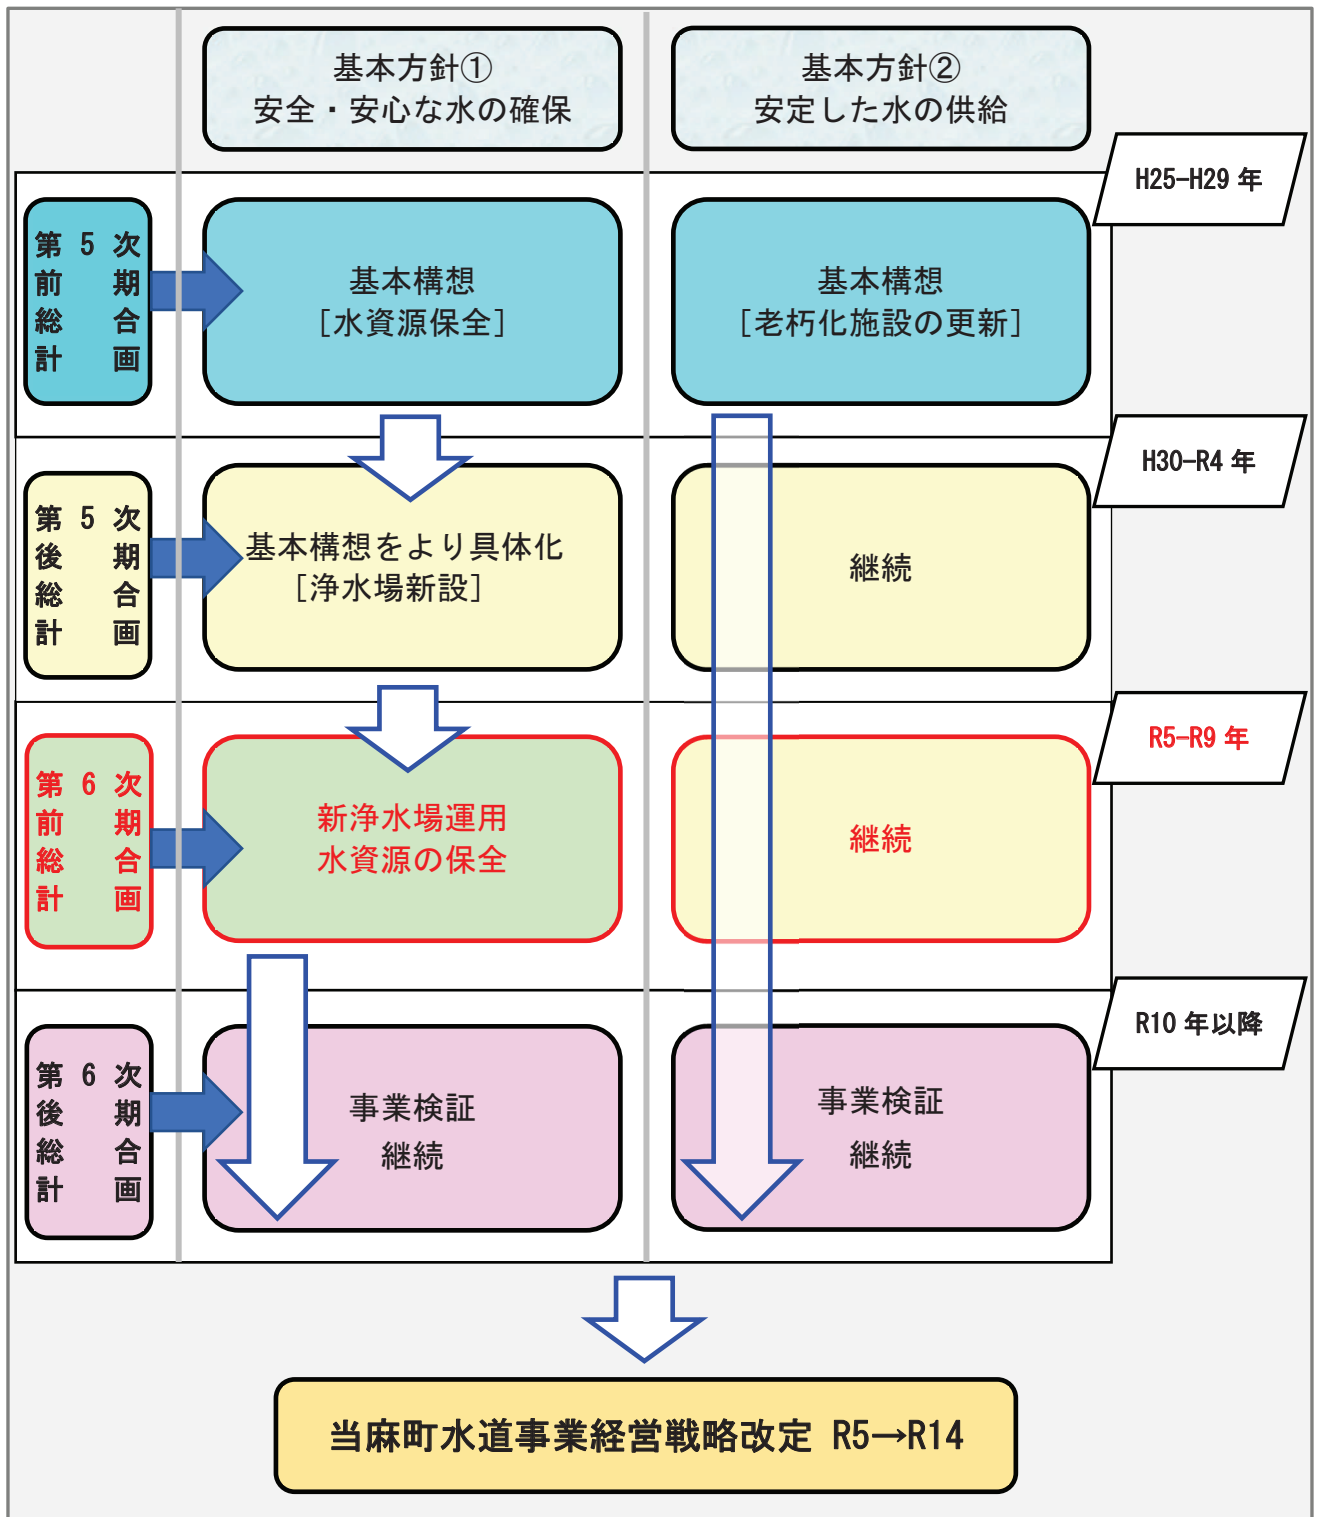 基本方針①
安全・安心な水の確保
基本方針②
安定した水の供給
H25-H29 年
第 5 次
前 期
総 合
計 画
基本構想
[水資源保全]
基本構想
[老朽化施設の更新]
H30-R4 年
第 5 次
後 期
総 合
計 画
基本構想をより具体化
[浄水場新設]
継続
R5-R9 年
第 6 次
前 期
総 合
計 画
新浄水場運用
水資源の保全
継続
R10 年以降
第 6 次
後 期
総 合
計 画
事業検証
継続
事業検証
継続
当麻町水道事業経営戦略改定 R5→R14